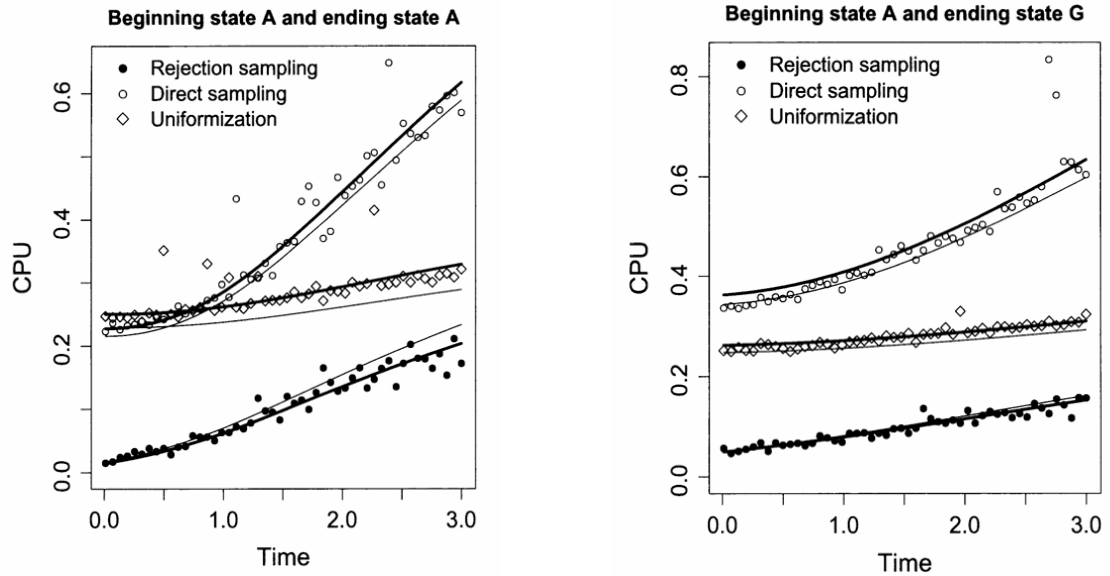 Beginning state A and ending state A
Rejection sampling
Direct sampling
Uniformization
0.6
0.4
0.2
0.0
CPU
0.0
1.0
2.0
3.0
Time
Beginning state A and ending state G
Rejection sampling
Direct sampling
Uniformization
0.8
0.6
0.4
0.2
0.0
CPU
0.0
1.0
2.0
3.0
Time